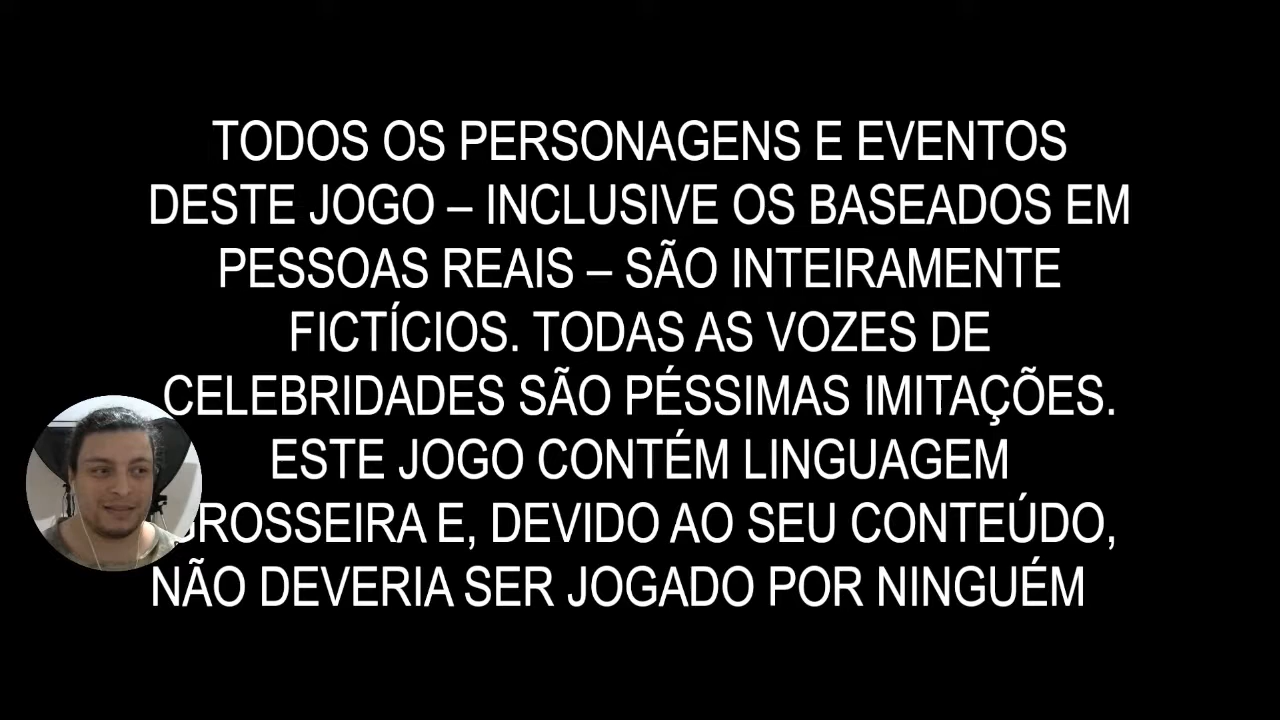 TODOS OS PERSONAGENS E EVENTOS
DESTE JOGO – INCLUSIVE OS BASEADOS EM
PESSOAS REAIS – SÃO INTEIRAMENTE
FICTÍCIOS. TODAS AS VOZES DE
CELEBRIDADES SÃO PÉSSIMAS IMITAÇÕES.
ESTE JOGO CONTÉM LINGUAGEM
GROSSEIRA E, DEVIDO AO SEU CONTEÚDO,
NÃO DEVERIA SER JOGADO POR NINGUÉM